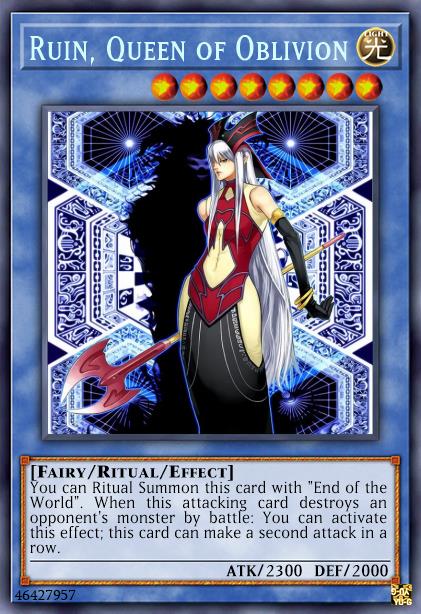 Ruin, Queen of Oblivion
LIGHT
光
[Fairy/Ritual/Effect]
You can Ritual Summon this card with "End of the
World". When this attacking card destroys an
opponent's monster by battle: You can activate
this effect; this card can make a second attack in a
row.
ATK/2300 DEF/2000
46427957